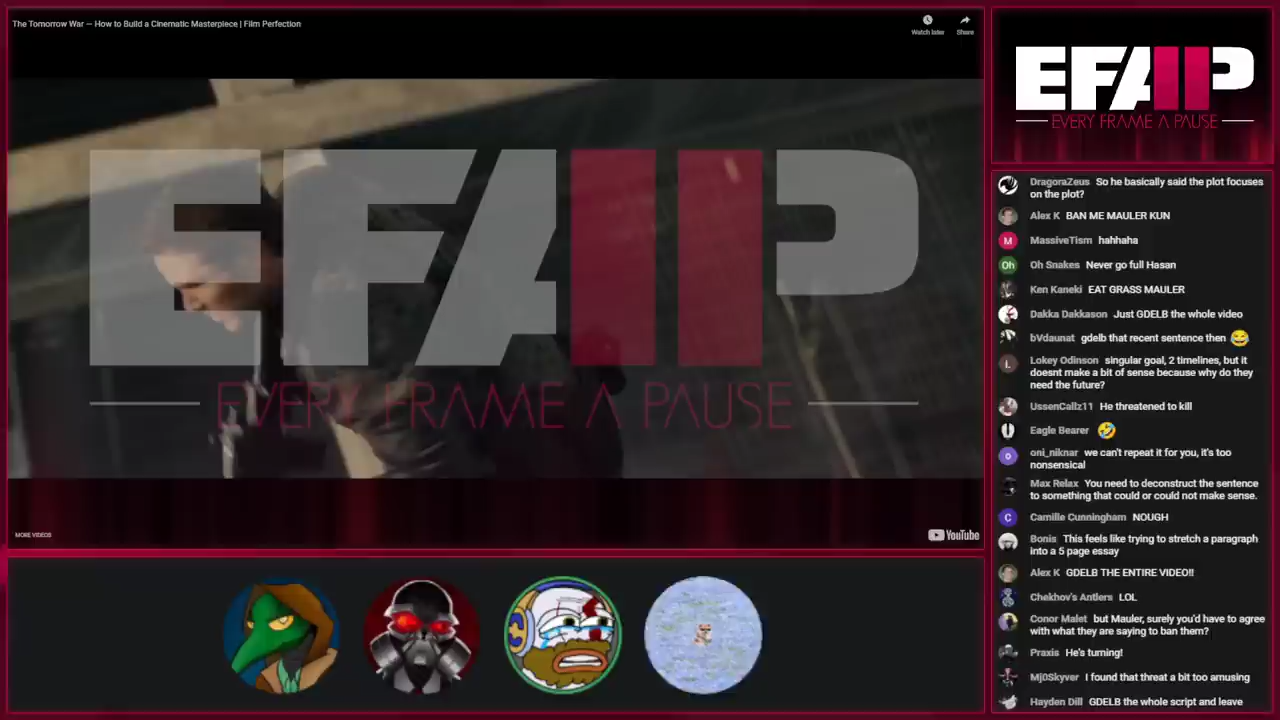 The Tomorrow War — How to Build a Cinematic Masterpiece | Film Perfection
Watch later
Share
EFAP
EVERY FRAME A PAUSE
MORE VIDEOS
YouTube
EFAP
EVERY FRAME A PAUSE
DragoraZeus So he basically said the plot focuses
on the plot?
Alex K BAN ME MAULER KUN
M
MassiveTism hahhaha
Oh
Oh Snakes Never go full Hasan
Ken Kaneki EAT GRASS MAULER
Dakka Dakkason Just GDELB the whole video
bVdaunat gdelb that recent sentence then 😂
L
Lokey Odinson singular goal, 2 timelines, but it
doesnt make a bit of sense because why do they
need the future?
UssenCallz11 He threatened to kill
Eagle Bearer 🤣
o
oni_niknar we can't repeat it for you, it's too
nonsensical
Max Relax You need to deconstruct the sentence
to something that could or could not make sense.
C
Camille Cunningham NOUGH
Bonis This feels like trying to stretch a paragraph
into a 5 page essay
Alex K GDELB THE ENTIRE VIDEO!!
Chekhov's Antlers LOL
Conor Malet but Mauler, surely you'd have to agree
with what they are saying to ban them?
Praxis He's turning!
Mj0Skyver I found that threat a bit too amusing
Hayden Dill GDELB the whole script and leave